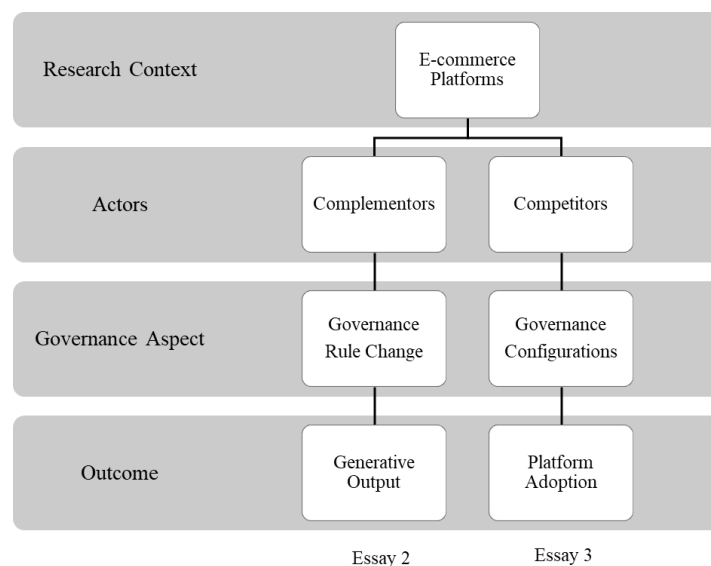 Research Context
E-commerce
Platforms
Actors
Complementors
Competitors
Governance Aspect
Governance
Rule Change
Governance
Configurations
Outcome
Generative
Output
Platform
Adoption
Essay 2
Essay 3